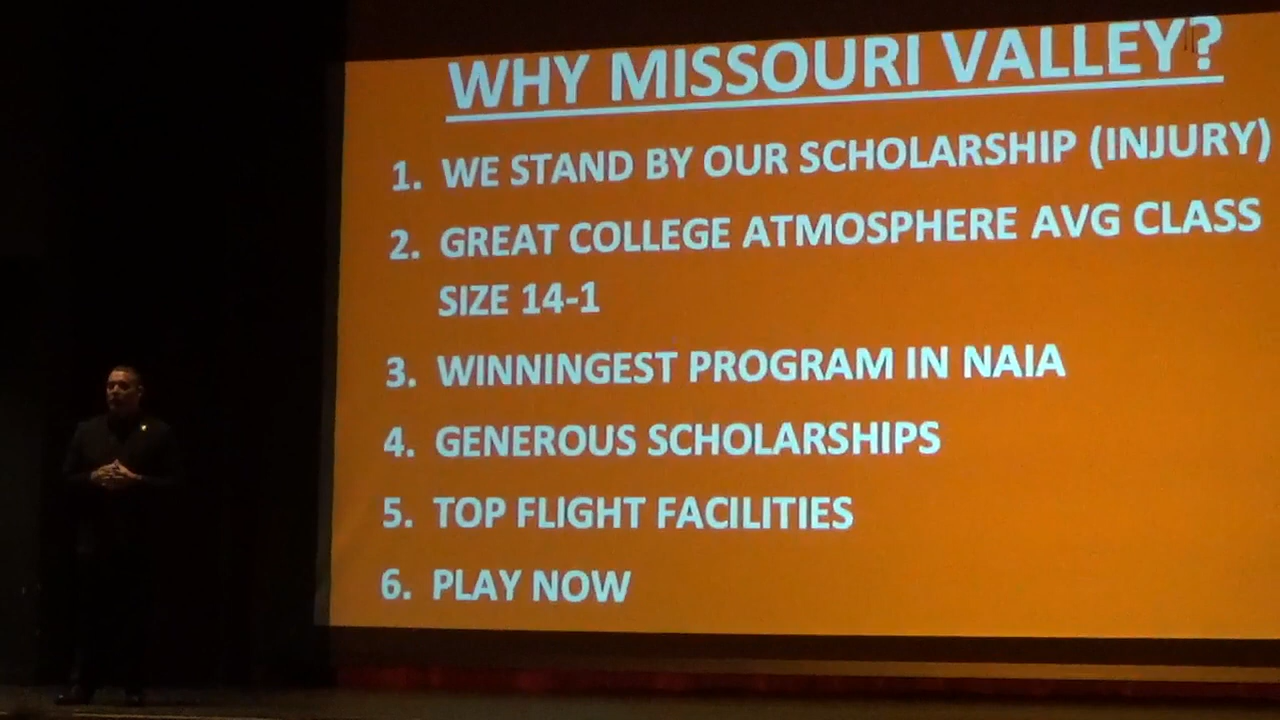 WHY MISSOURI VALLEY?
1. WE STAND BY OUR SCHOLARSHIP (INJURY)
2. GREAT COLLEGE ATMOSPHERE AVG CLASS
SIZE 14-1
3. WINNINGEST PROGRAM IN NAIA
4. GENEROUS SCHOLARSHIPS
5. TOP FLIGHT FACILITIES
6. PLAY NOW